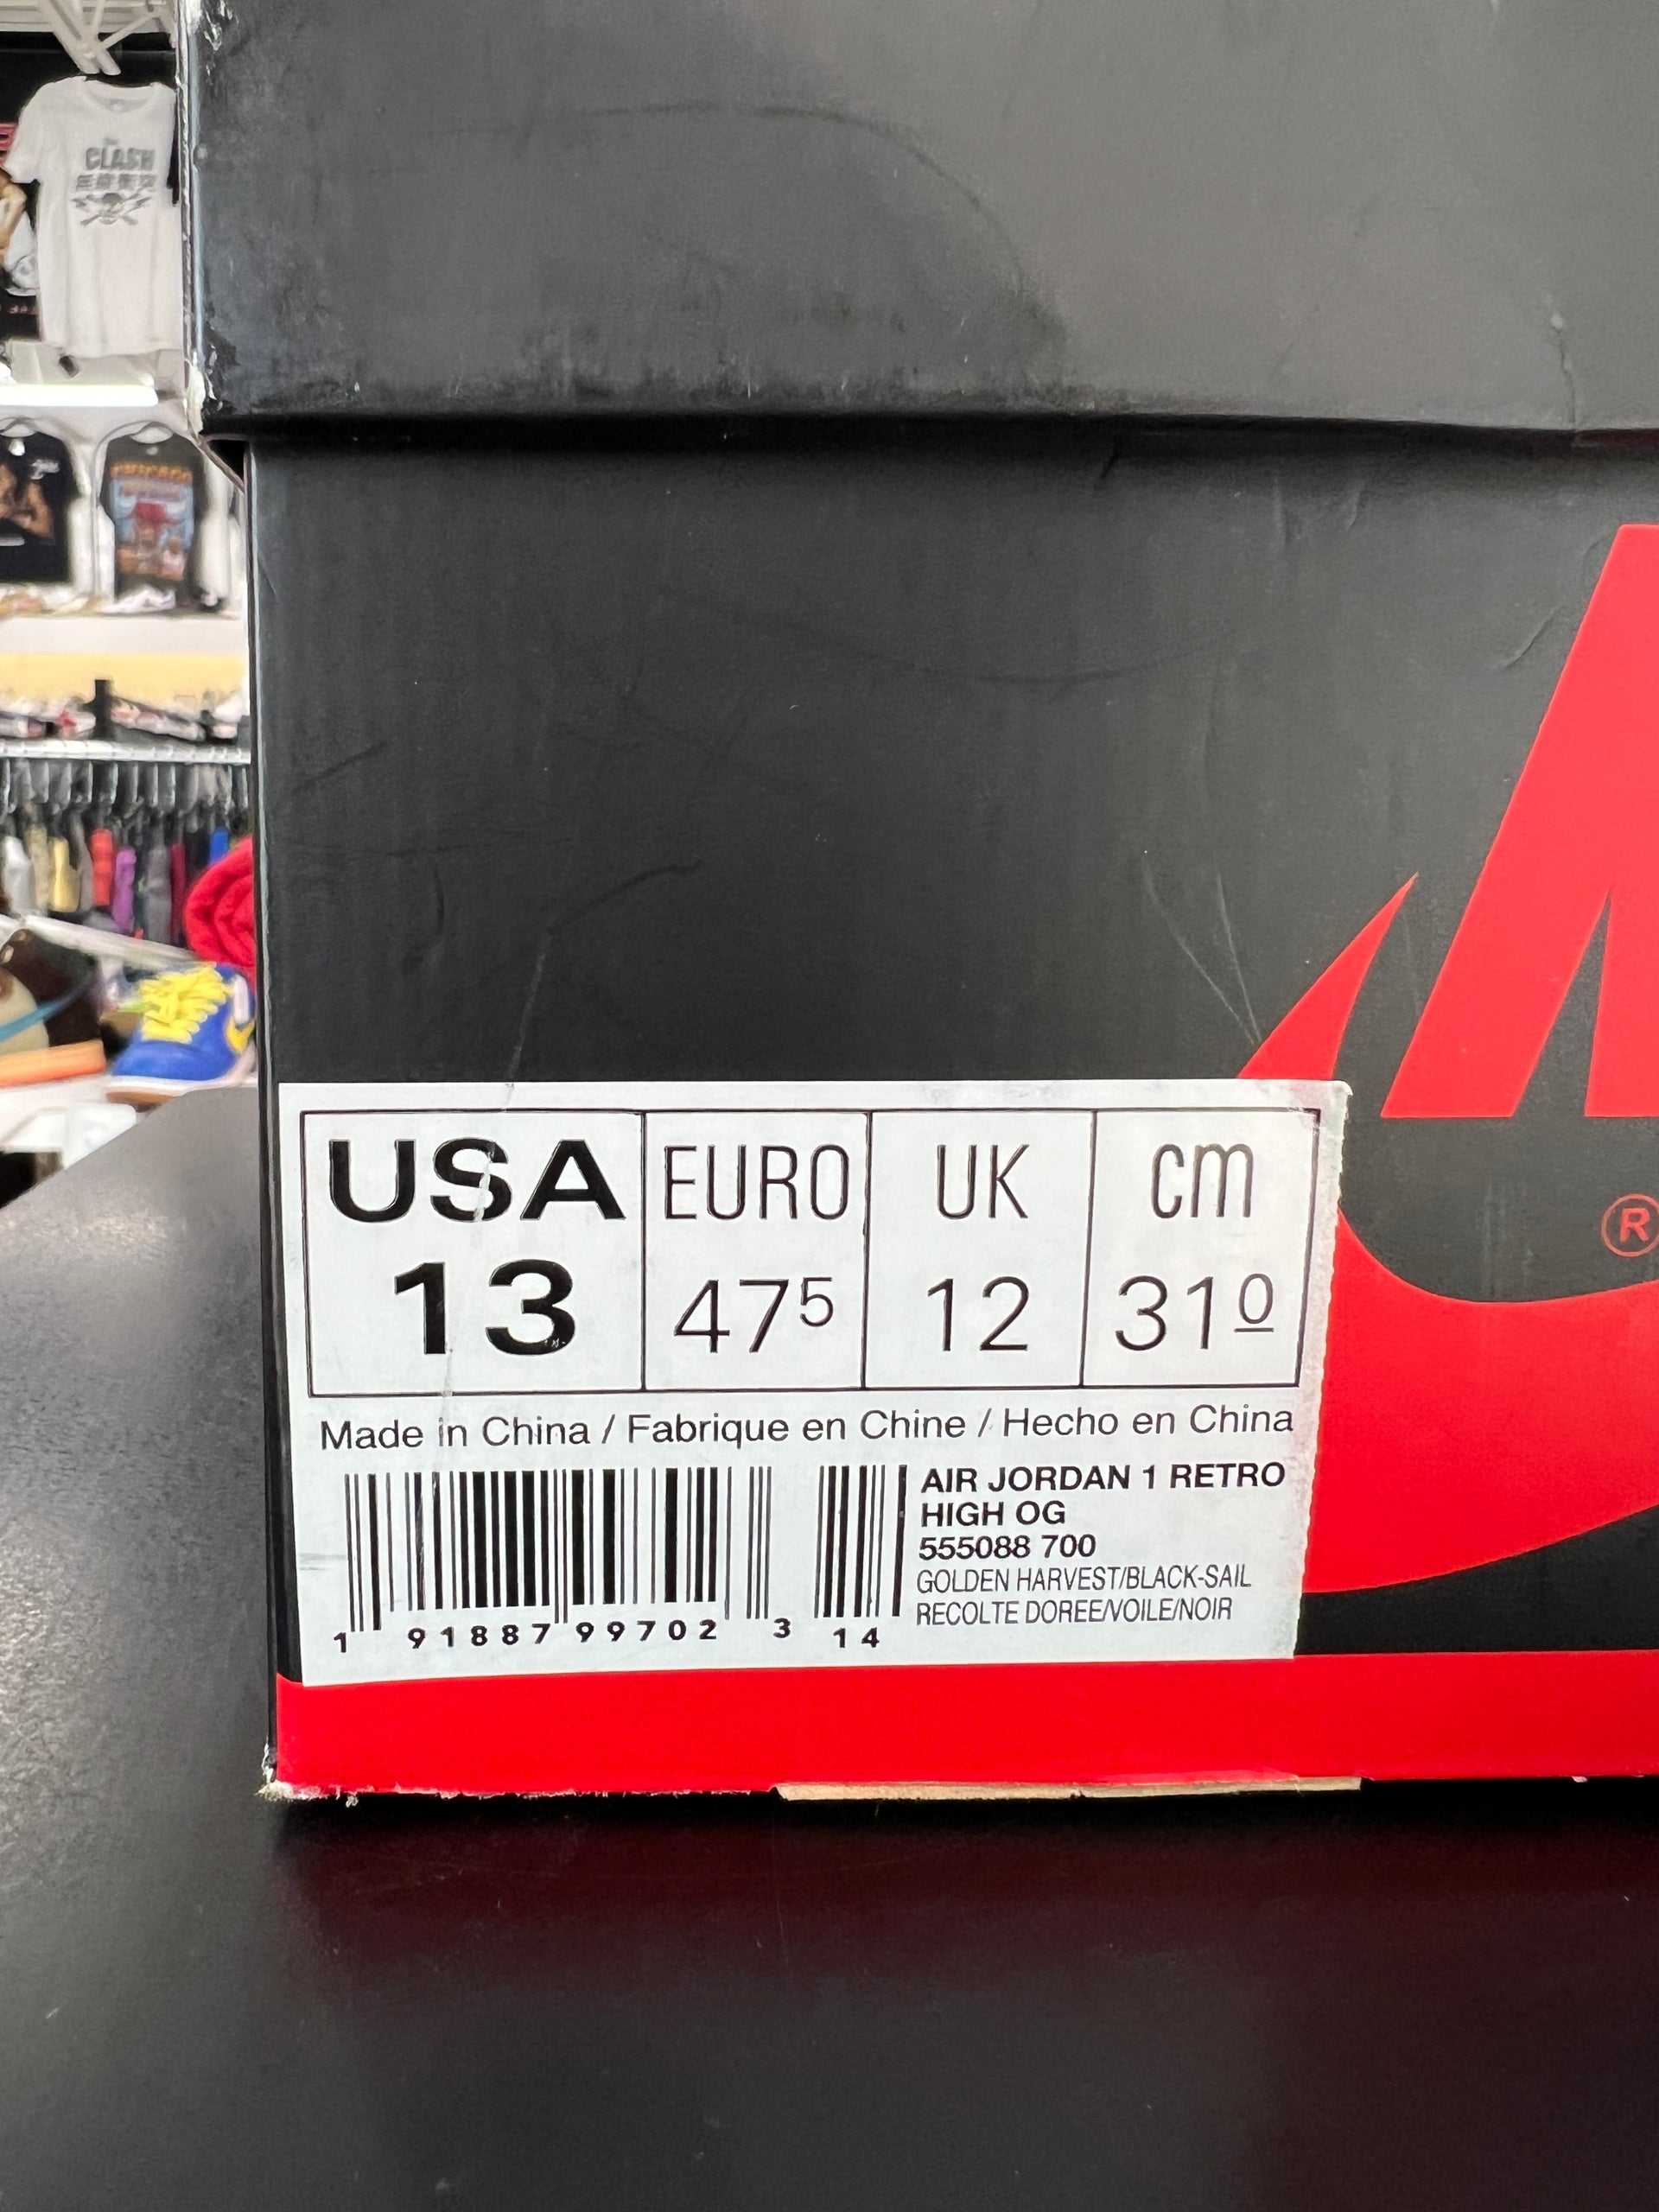 CLASH
CHICAGO
®
USA EURO UK cm
13 47⁵ 12 31⁰
Made in China / Fabrique en Chine / Hecho en China
AIR JORDAN 1 RETRO
HIGH OG
555088 700
GOLDEN HARVEST/BLACK-SAIL
RECOLTE DOREE/VOILE/NOIR
1 91887 99702 3 14